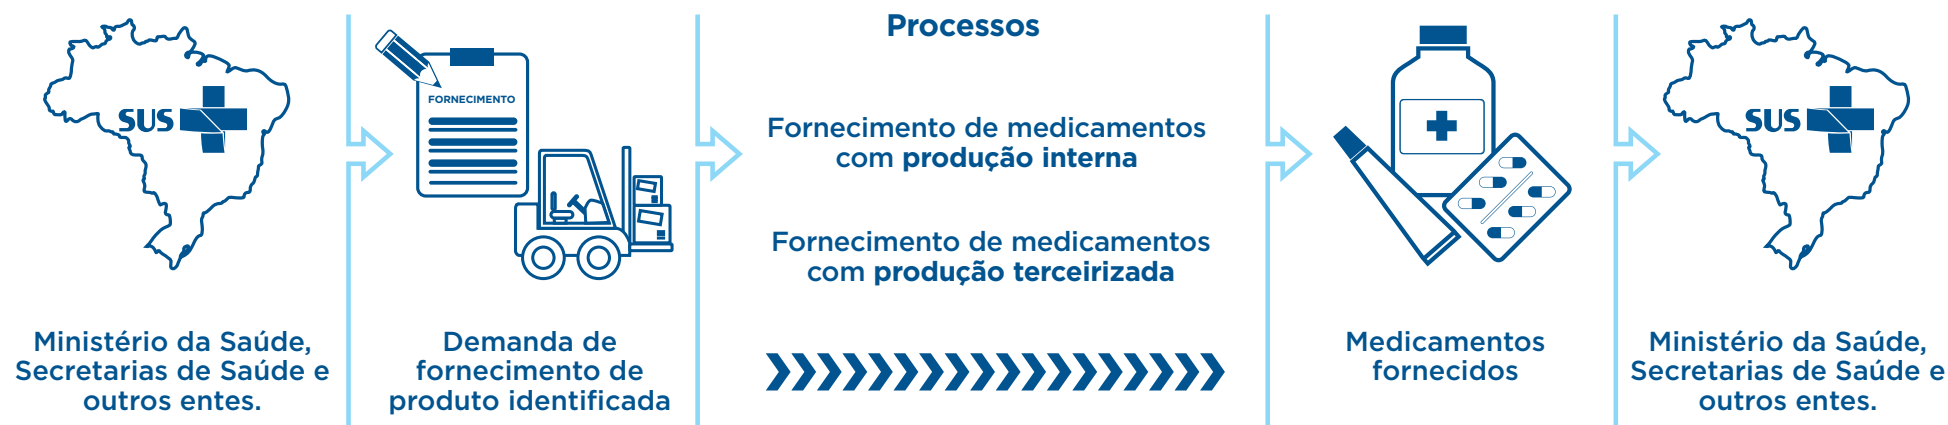 SUS
Ministério da Saúde,
Secretarias de Saúde e
outros entes.
FORNECIMENTO
Demanda de
fornecimento de
produto identificada
Processos
Fornecimento de medicamentos
com produção interna
Fornecimento de medicamentos
com produção terceirizada
Medicamentos
fornecidos
SUS
Ministério da Saúde,
Secretarias de Saúde e
outros entes.